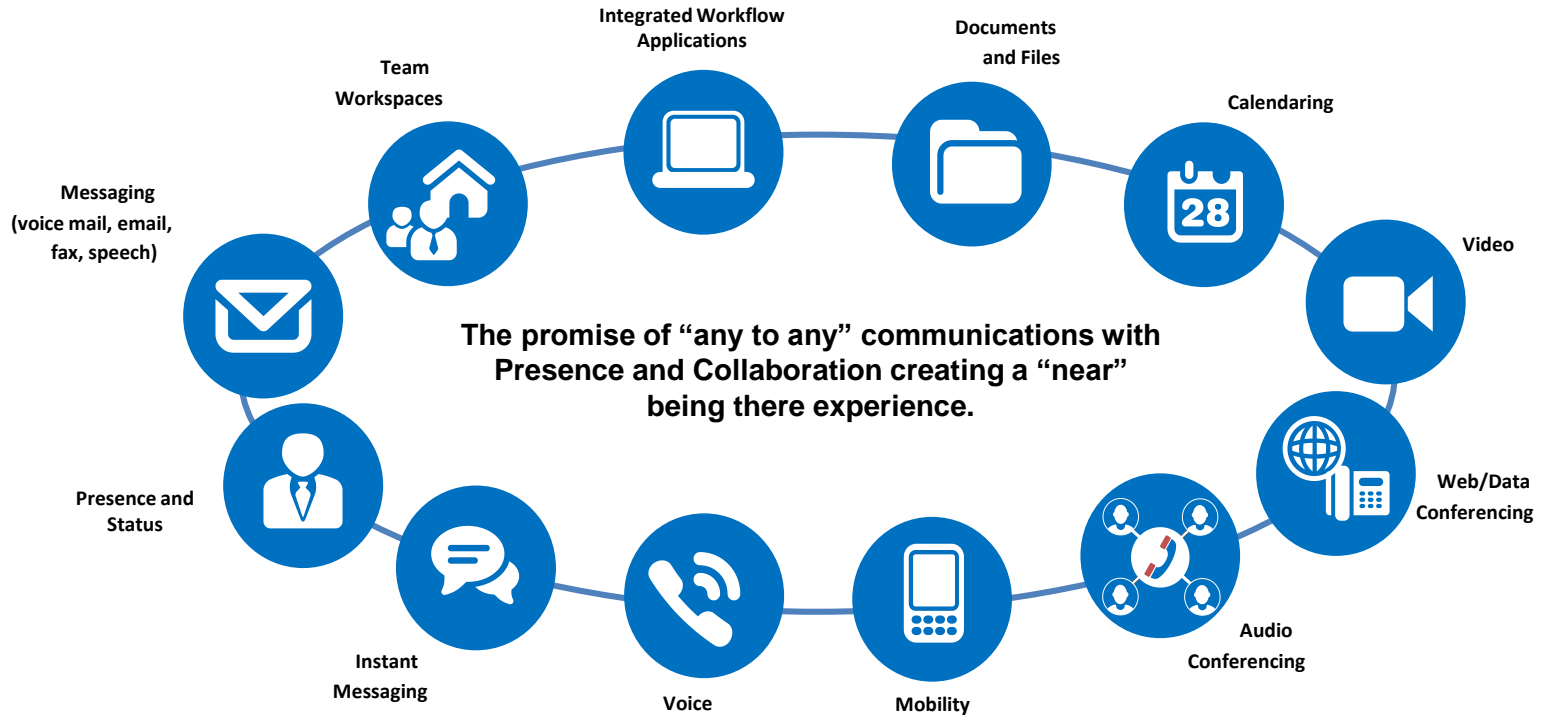 Integrated Workflow
Applications
Documents
and Files
Team
Workspaces
Calendaring
28
Messaging
(voice mail, email,
fax, speech)
Video
The promise of “any to any” communications with
Presence and Collaboration creating a “near”
being there experience.
Presence and
Status
Web/Data
Conferencing
Instant
Messaging
Voice
Mobility
Audio
Conferencing